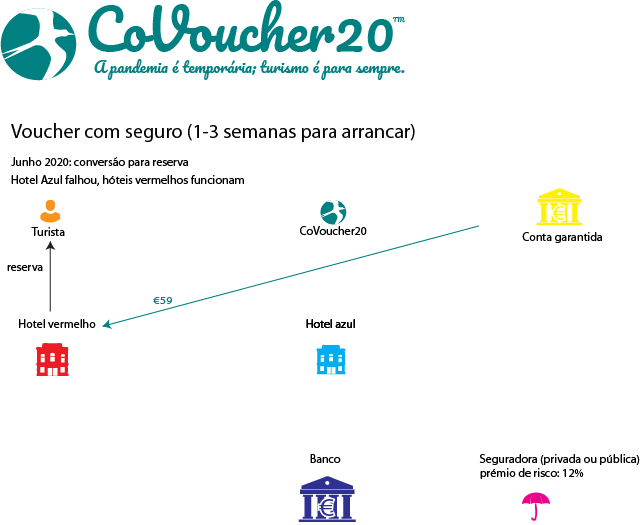 CoVoucher20™
A pandemia é temporária; turismo é para sempre.
Voucher com seguro (1-3 semanas para arrancar)
Junho 2020: conversão para reserva
Hotel Azul falhou, hóteis vermelhos funcionam
Turista
CoVoucher20
Conta garantida
reserva
€59
Hotel vermelho
Hotel azul
Banco
Seguradora (privada ou pública)
prémio de risco: 12%